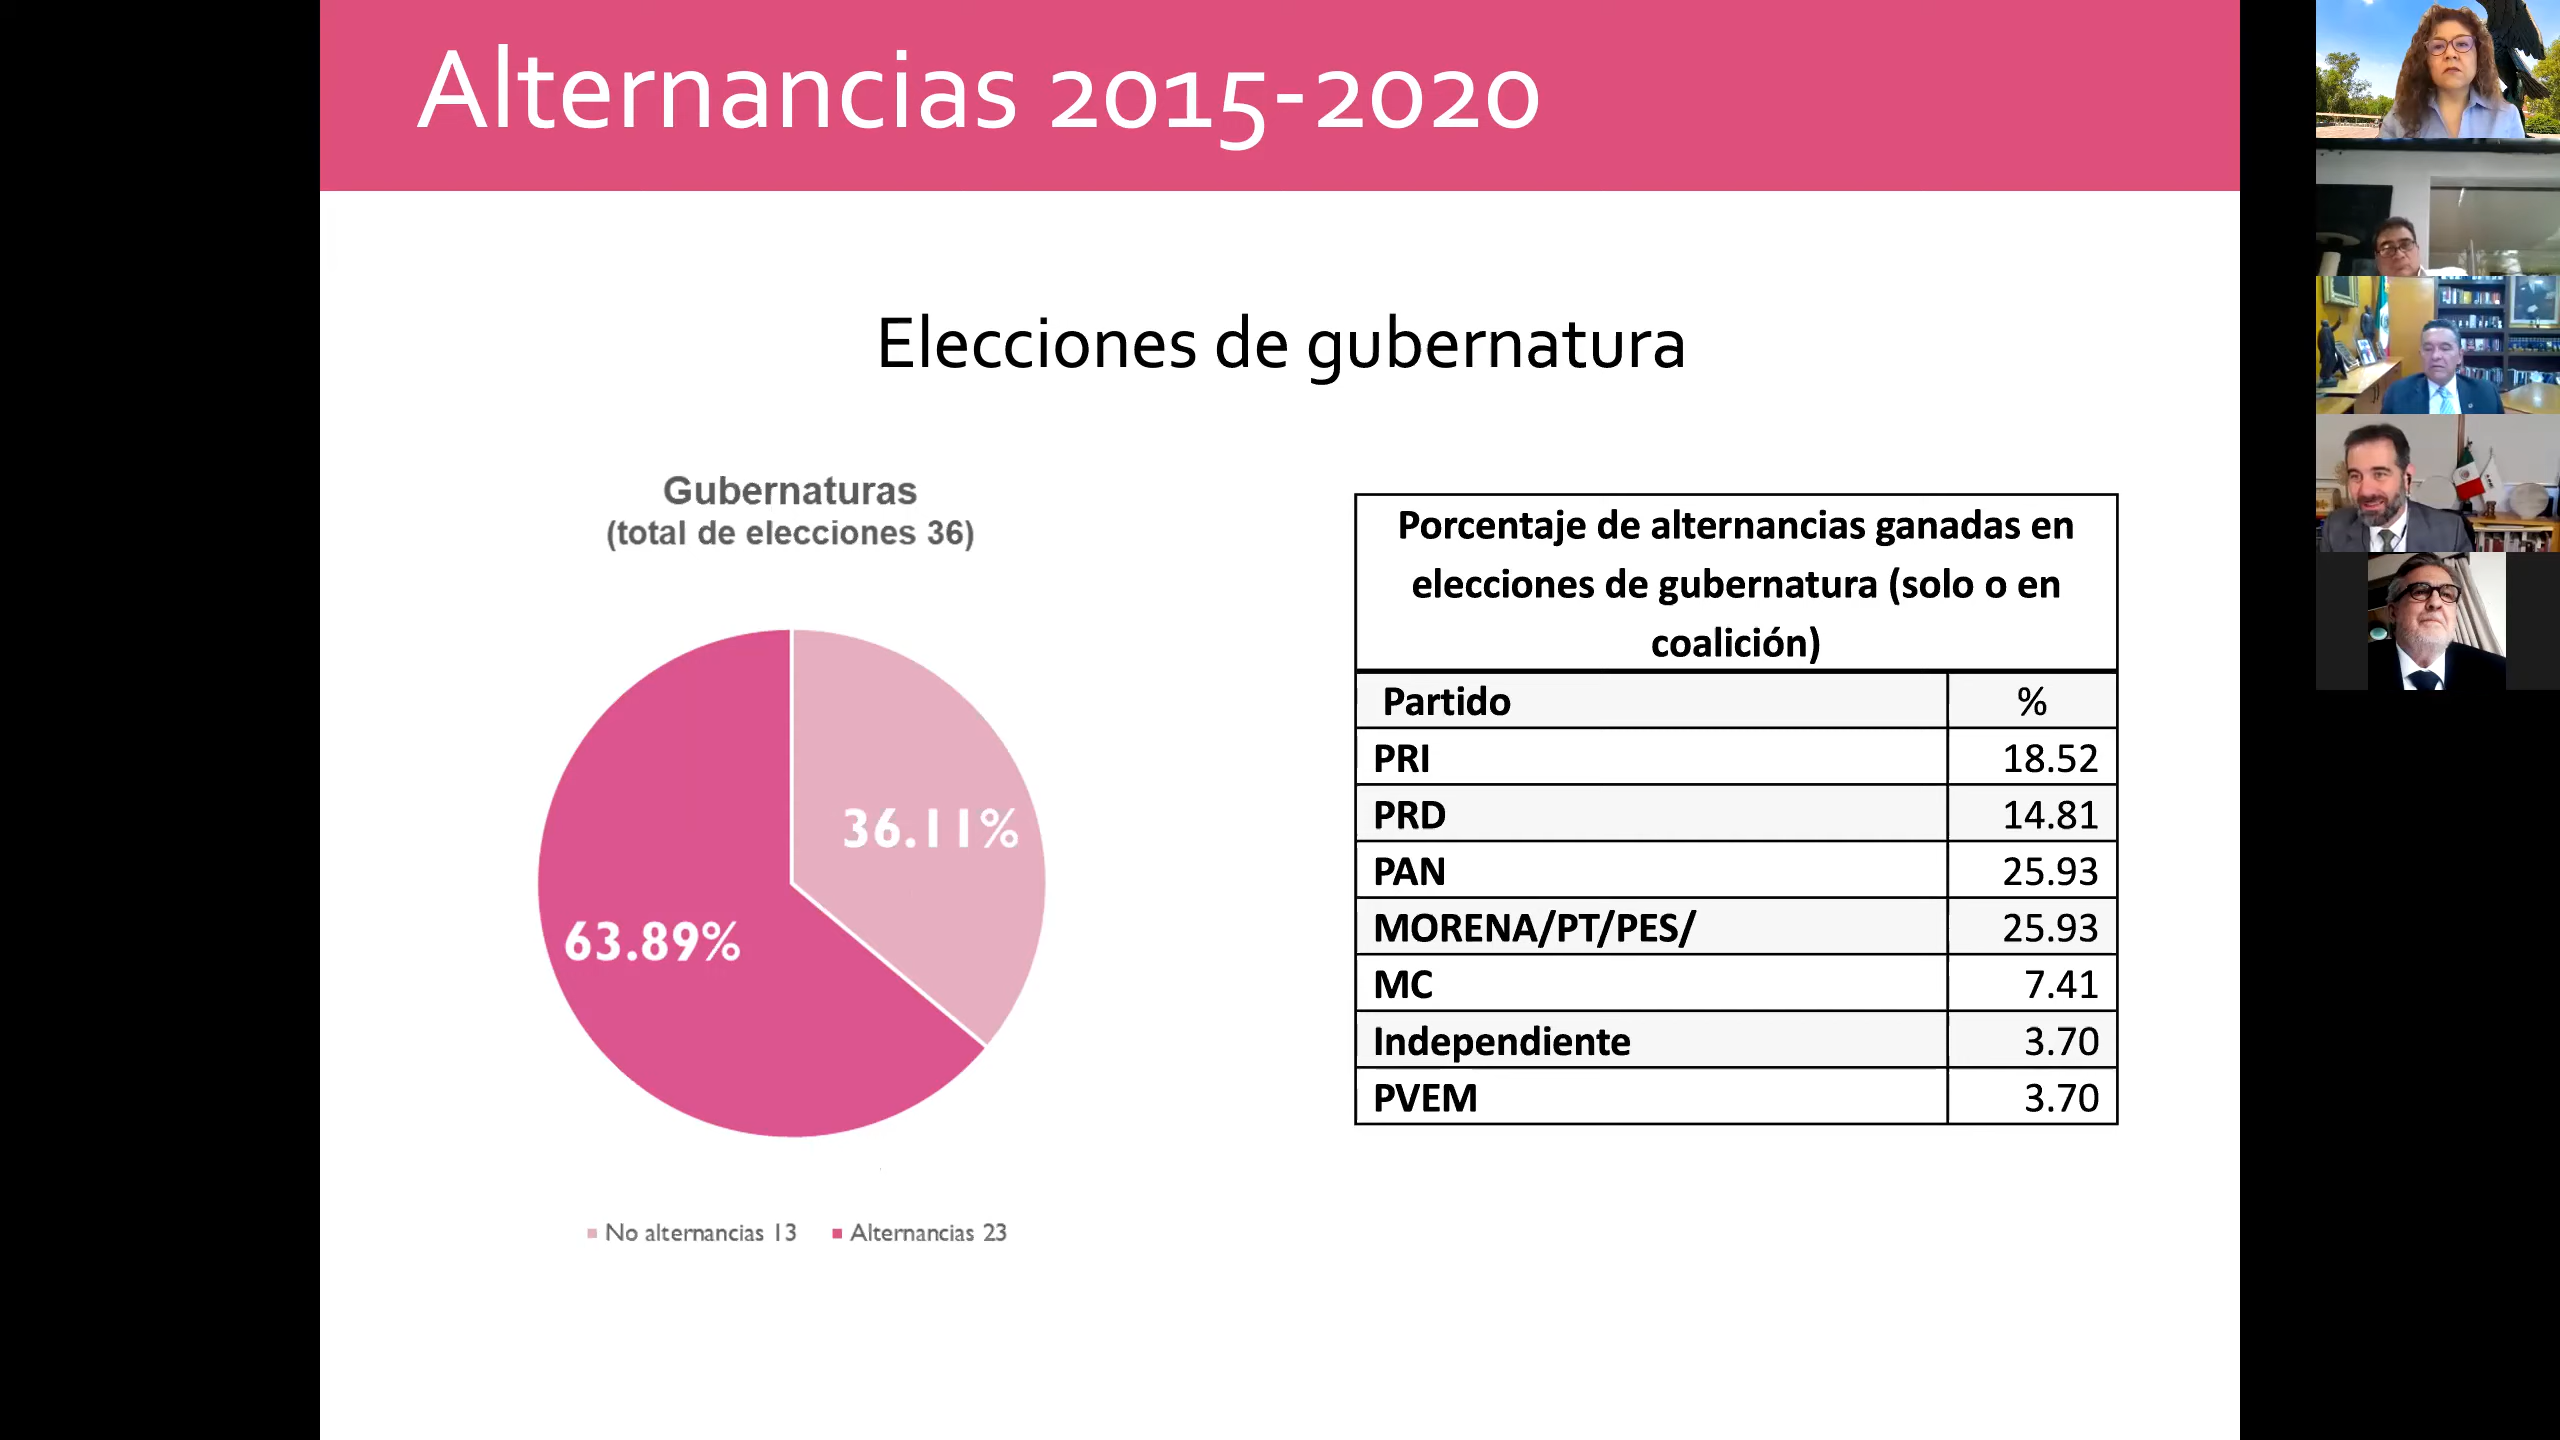 Alternancias 2015-2020
Elecciones de gubernatura
Gubernaturas
(total de elecciones 36)
36.11%
63.89%
No alternancias 13 Alternancias 23
Porcentaje de alternancias ganadas en
elecciones de gubernatura (solo o en
coalición)
Partido %
PRI 18.52
PRD 14.81
PAN 25.93
MORENA/PT/PES/ 25.93
MC 7.41
Independiente 3.70
PVEM 3.70